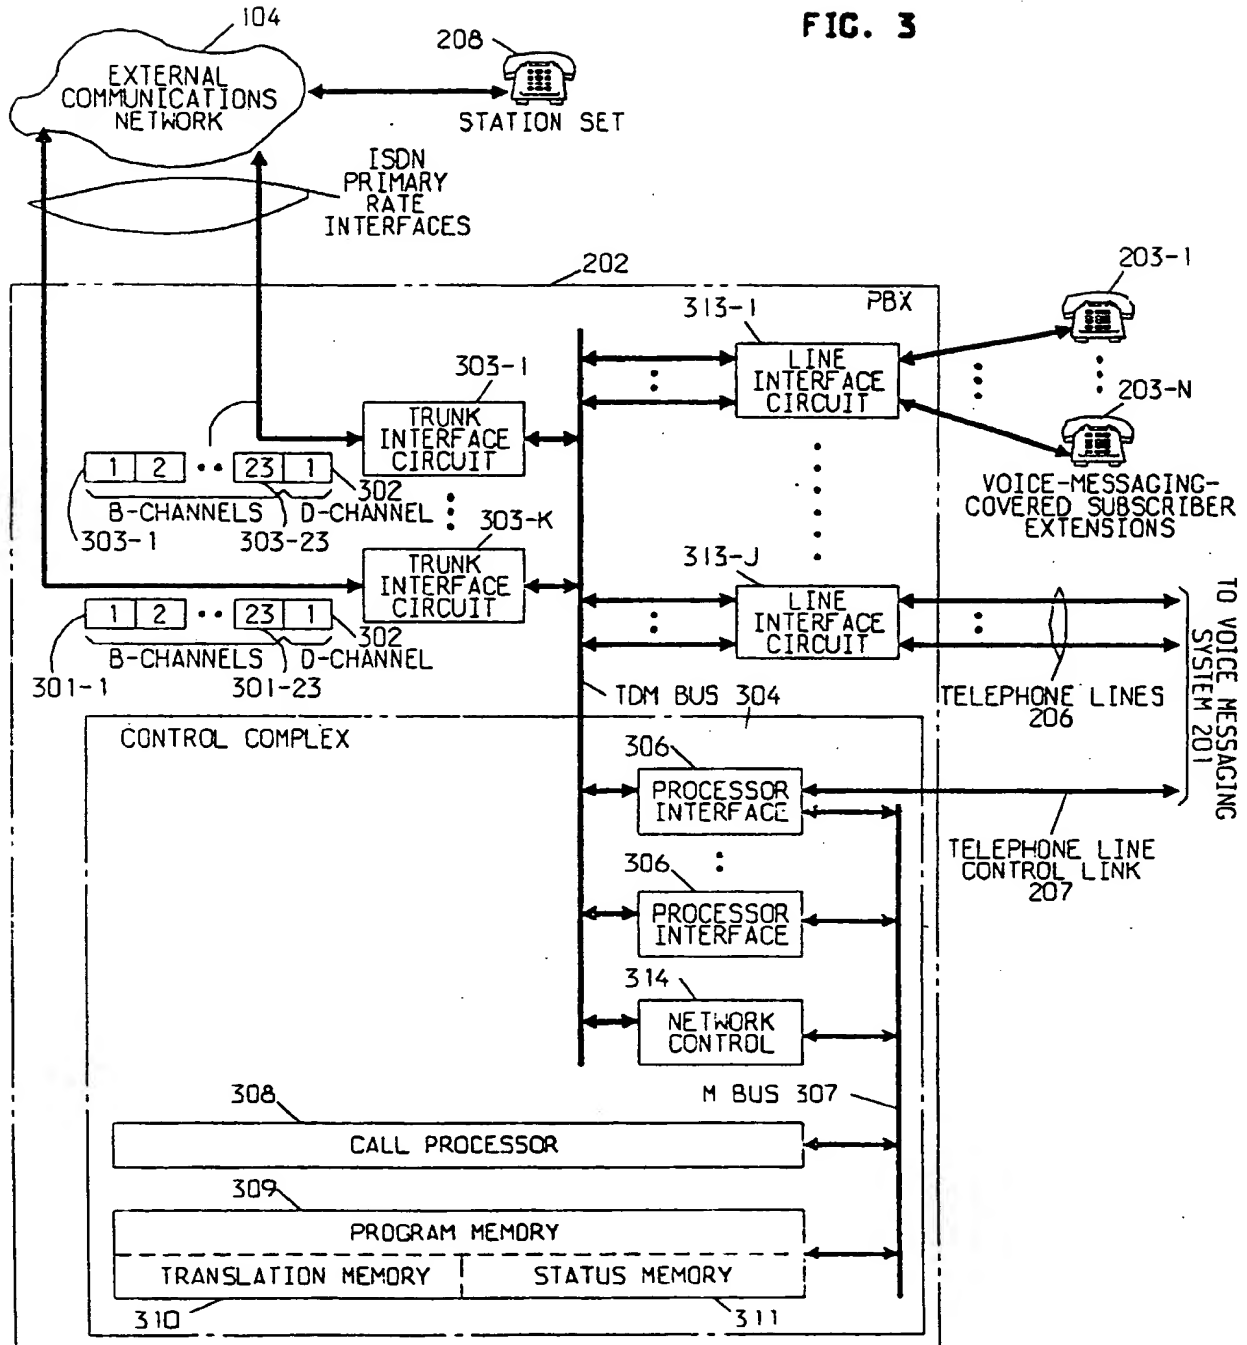 FIG. 3
104
EXTERNAL
COMMUNICATIONS
NETWORK
208
STATION SET
ISDN
PRIMARY
RATE
INTERFACES
202
PBX
203-1
203-N
VOICE-MESSAGING-
COVERED SUBSCRIBER
EXTENSIONS
313-1
LINE
INTERFACE
CIRCUIT
303-1
TRUNK
INTERFACE
CIRCUIT
1 2 23 1
302
B-CHANNELS D-CHANNEL
303-1 303-23
303-K
TRUNK
INTERFACE
CIRCUIT
1 2 23 1
302
B-CHANNELS D-CHANNEL
301-1 301-23
313-J
LINE
INTERFACE
CIRCUIT
TELEPHONE LINES
206
TO VOICE MESSAGING
SYSTEM 201
TDM BUS 304
CONTROL COMPLEX
306
PROCESSOR
INTERFACE
TELEPHONE LINE
CONTROL LINK
207
306
PROCESSOR
INTERFACE
314
NETWORK
CONTROL
M BUS 307
308
CALL PROCESSOR
309
PROGRAM MEMORY
TRANSLATION MEMORY STATUS MEMORY
310 311